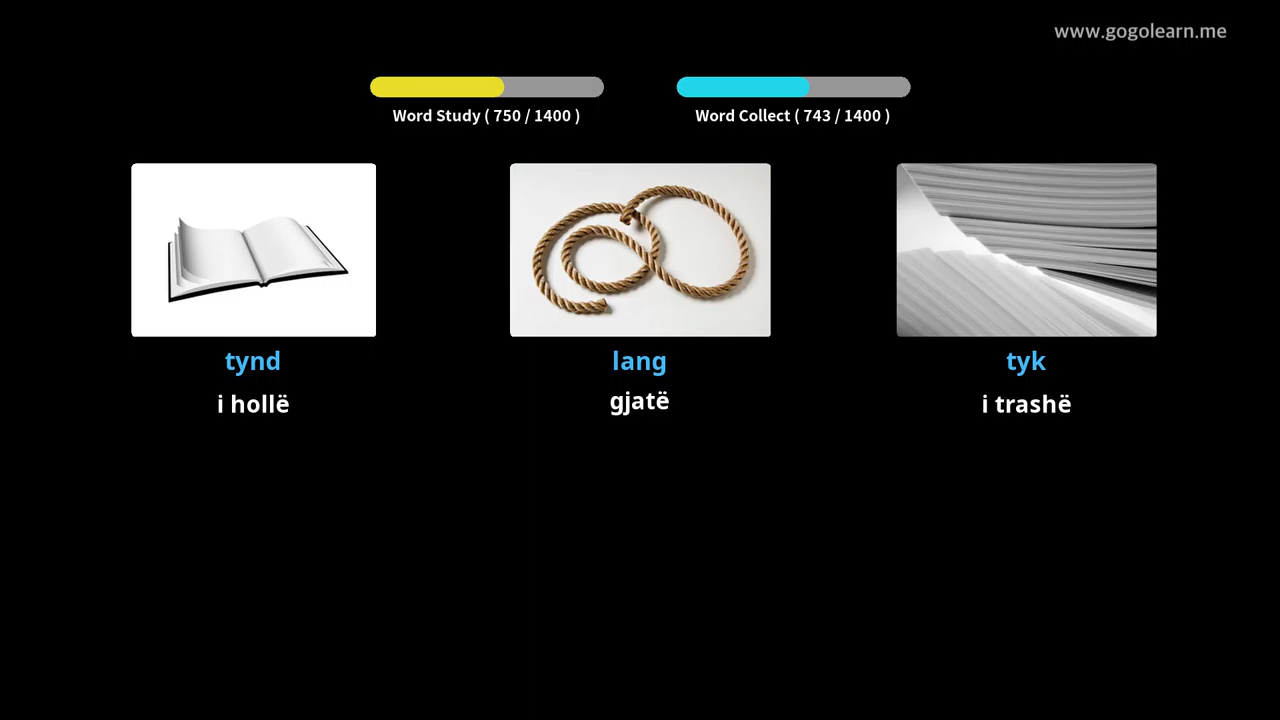 www.gogolearn.me
Word Study ( 750 / 1400 )
Word Collect ( 743 / 1400 )
tynd
lang
tyk
i hollë
gjatë
i trashë